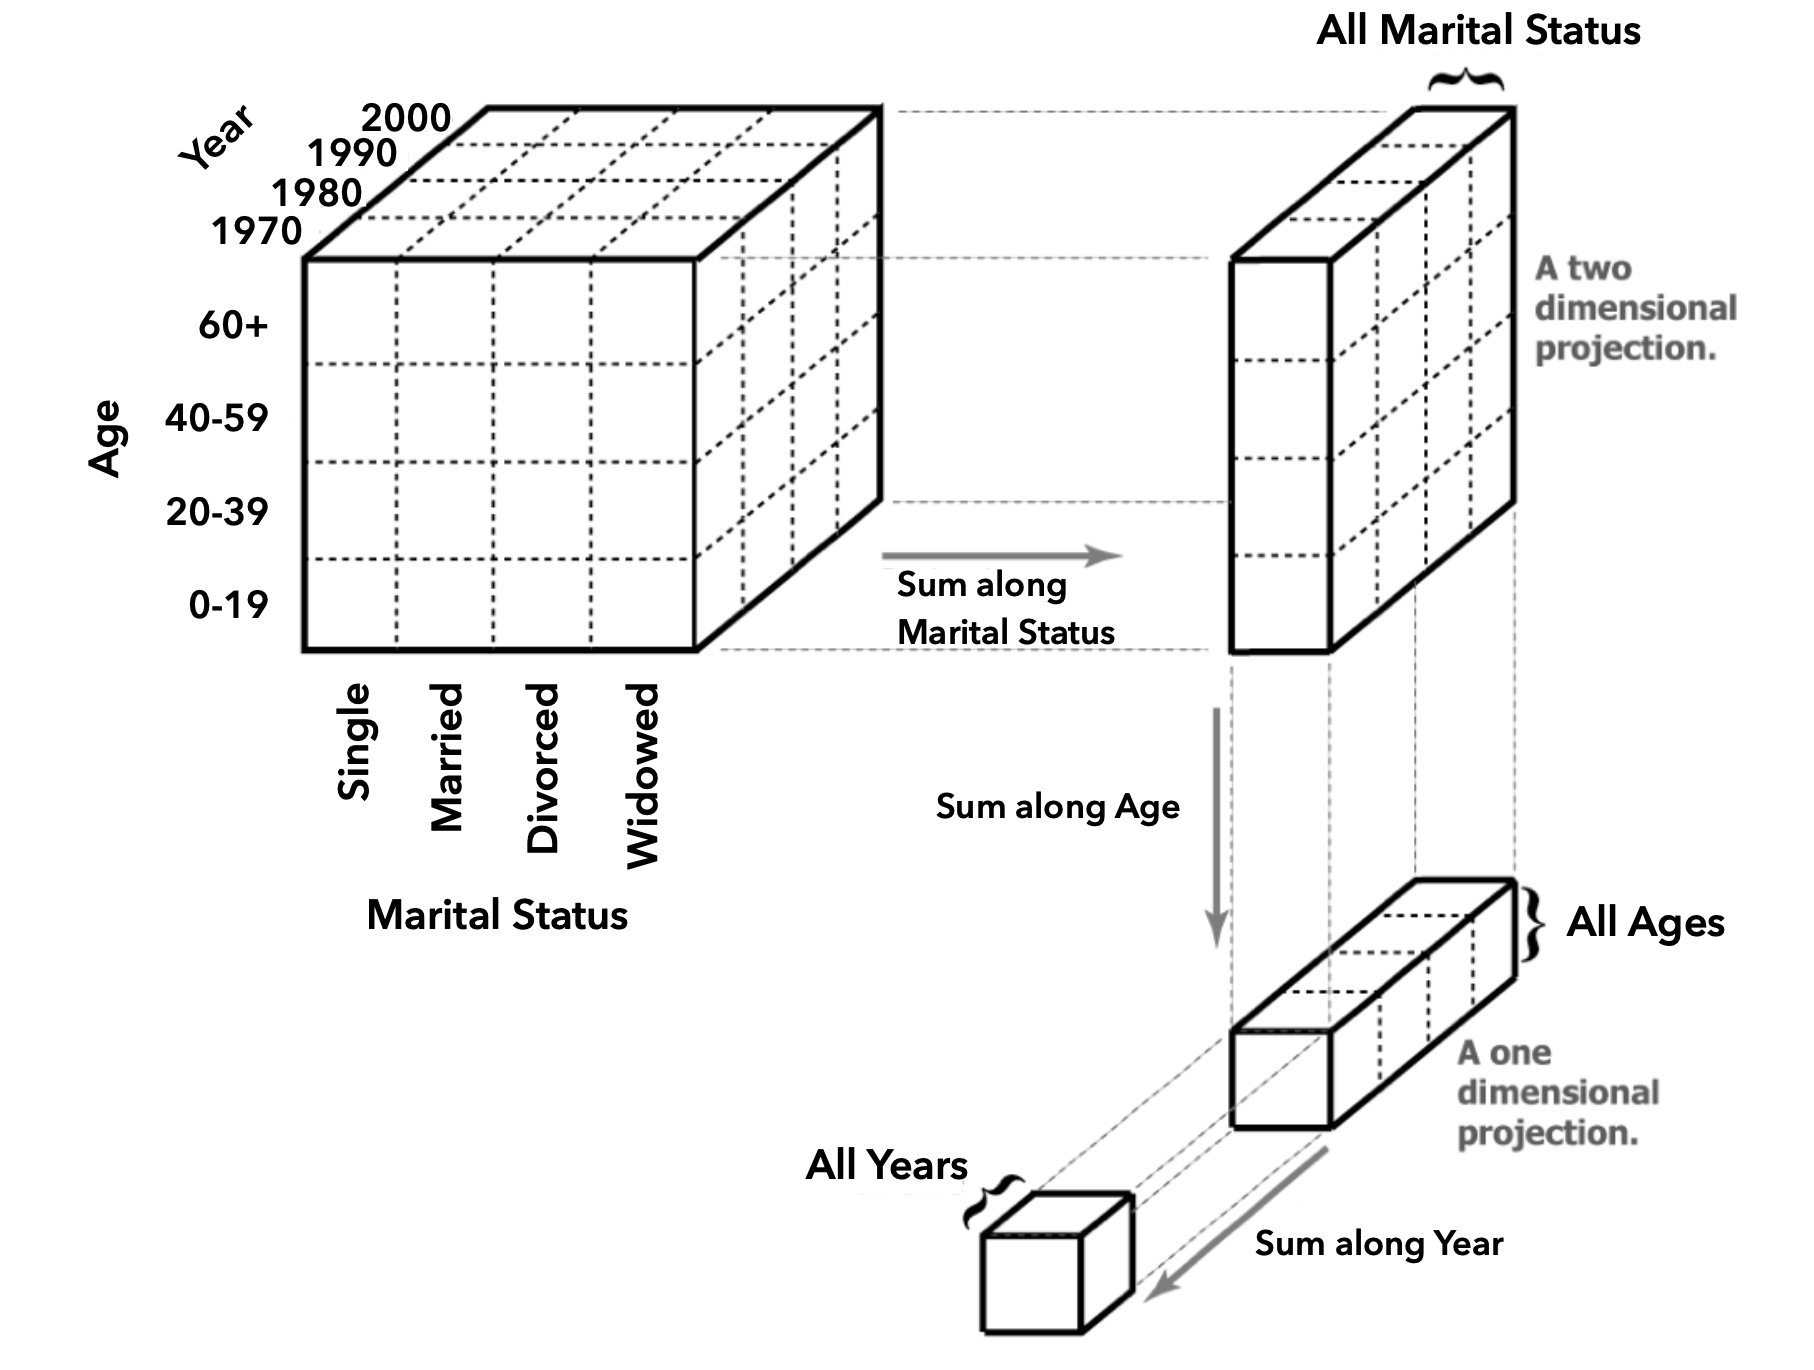 All Marital Status
Year
2000
1990
1980
1970
Age
60+
40-59
20-39
0-19
Single
Married
Divorced
Widowed
Marital Status
Sum along
Marital Status
A two
dimensional
projection.
Sum along Age
All Ages
A one
dimensional
projection.
All Years
Sum along Year